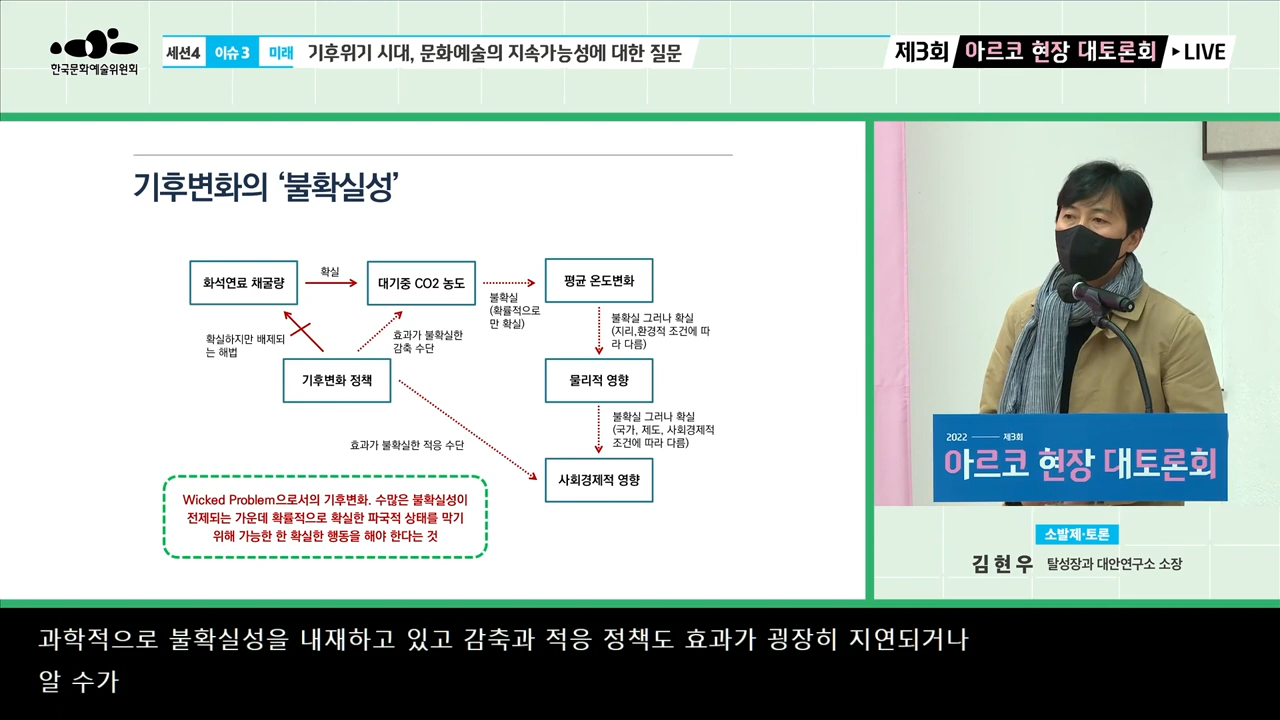 한국문화예술위원회
세션4 이슈3 미래 기후위기 시대, 문화예술의 지속가능성에 대한 질문
제3회 아르코 현장 대토론회 ▸LIVE
기후변화의 ‘불확실성’
화석연료 채굴량
확실
대기중 CO2 농도
불확실
(확률적으로
만 확실)
평균 온도변화
불확실 그러나 확실
(지리,환경적 조건에 따
라 다름)
확실하지만 배제되
는 해법
효과가 불확실한
감축 수단
기후변화 정책
물리적 영향
불확실 그러나 확실
(국가, 제도, 사회경제적
조건에 따라 다름)
효과가 불확실한 적응 수단
사회경제적 영향
Wicked Problem으로서의 기후변화. 수많은 불확실성이
전제되는 가운데 확률적으로 확실한 파국적 상태를 막기
위해 가능한 한 확실한 행동을 해야 한다는 것
2022 제3회
아르코 현장 대토론회
소발제·토론
김현우 탈성장과 대안연구소 소장
과학적으로 불확실성을 내재하고 있고 감축과 적응 정책도 효과가 굉장히 지연되거나
알 수가